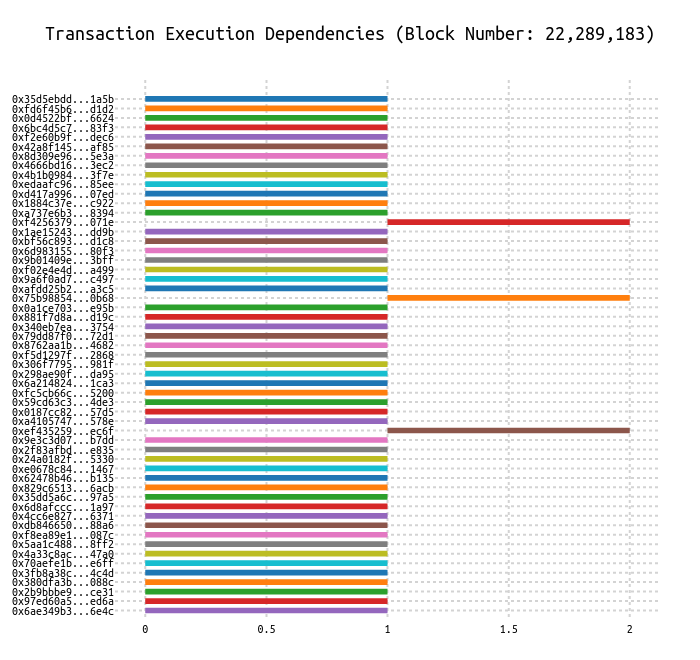 Transaction Execution Dependencies (Block Number: 22,289,183)
0x35d5ebdd...1a5b
0xfd6f45b6...d1d2
0x0d4522bf...6624
0x6bc4d5c7...83f3
0xf2e60b9f...dec6
0x42a8f145...af85
0x8d309e96...5e3a
0x4666bd16...3ec2
0x4b1b0984...3f7e
0xedaafc96...85ee
0xd417a996...07ed
0x1884c37e...c922
0xa737e6b3...8394
0xf4256379...071e
0x1ae15243...dd9b
0xbf56c893...d1c8
0x6d983155...80f3
0x9b01409e...3bff
0xf02e4e4d...a499
0x9a6f0ad7...c497
0xafdd25b2...a3c5
0x75b98854...0b68
0x0a1ce703...e95b
0x881f7d8a...d19c
0x340eb7ea...3754
0x79dd87f0...72d1
0x8762aa1b...4682
0xf5d1297f...2868
0x306f7795...981f
0x298ae90f...da95
0x6a214824...1ca3
0xfc5cb66c...5200
0x59cd63c3...4de3
0x0187cc82...57d5
0xa4105747...578e
0xef435259...ec6f
0x9e3c3d07...b7dd
0x2f83afbd...e835
0x24a0182f...5330
0xe0678c84...1467
0x62478b46...b135
0x829c6513...6acb
0x35dd5a6c...97a5
0x6d8afccc...1a97
0x4cc6e827...6371
0xdb846650...88a6
0xf8ea89e1...087c
0x5aa1c488...8ff2
0x4a33c8ac...47a0
0x70aefe1b...e6ff
0x3fb8a38c...4c4d
0x380dfa3b...088c
0x2b9bbbe9...ce31
0x97ed60a5...ed6a
0x6ae349b3...6e4c
0 0.5 1 1.5 2